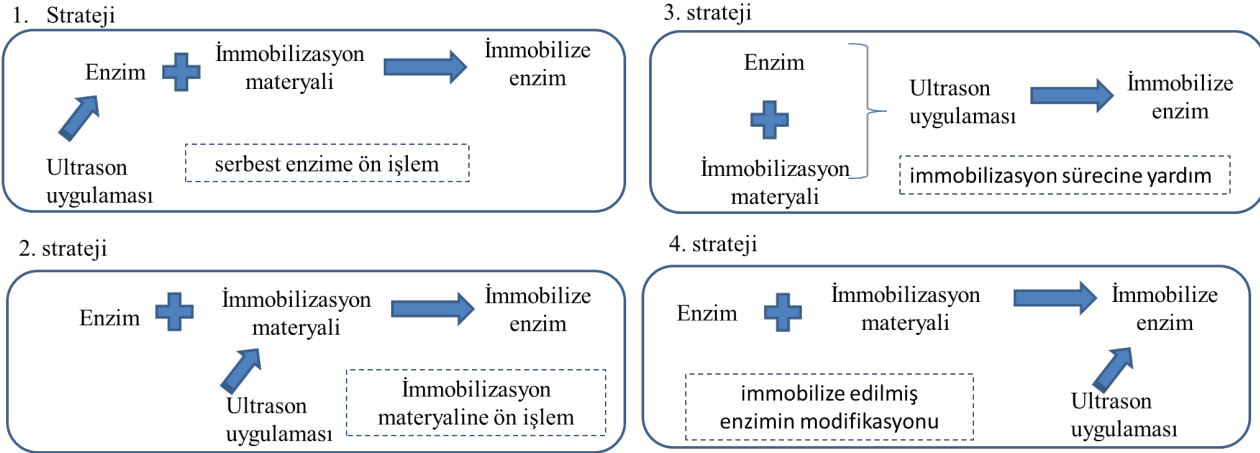 1. Strateji
Enzim
İmmobilizasyon
materyali
İmmobilize
enzim
Ultrason
uygulaması
serbest enzime ön işlem
2. strateji
Enzim
İmmobilizasyon
materyali
İmmobilize
enzim
Ultrason
uygulaması
İmmobilizasyon
materyaline ön işlem
3. strateji
Enzim
İmmobilizasyon
materyali
Ultrason
uygulaması
İmmobilize
enzim
immobilizasyon sürecine yardım
4. strateji
Enzim
İmmobilizasyon
materyali
İmmobilize
enzim
immobilize edilmiş
enzimin modifikasyonu
Ultrason
uygulaması